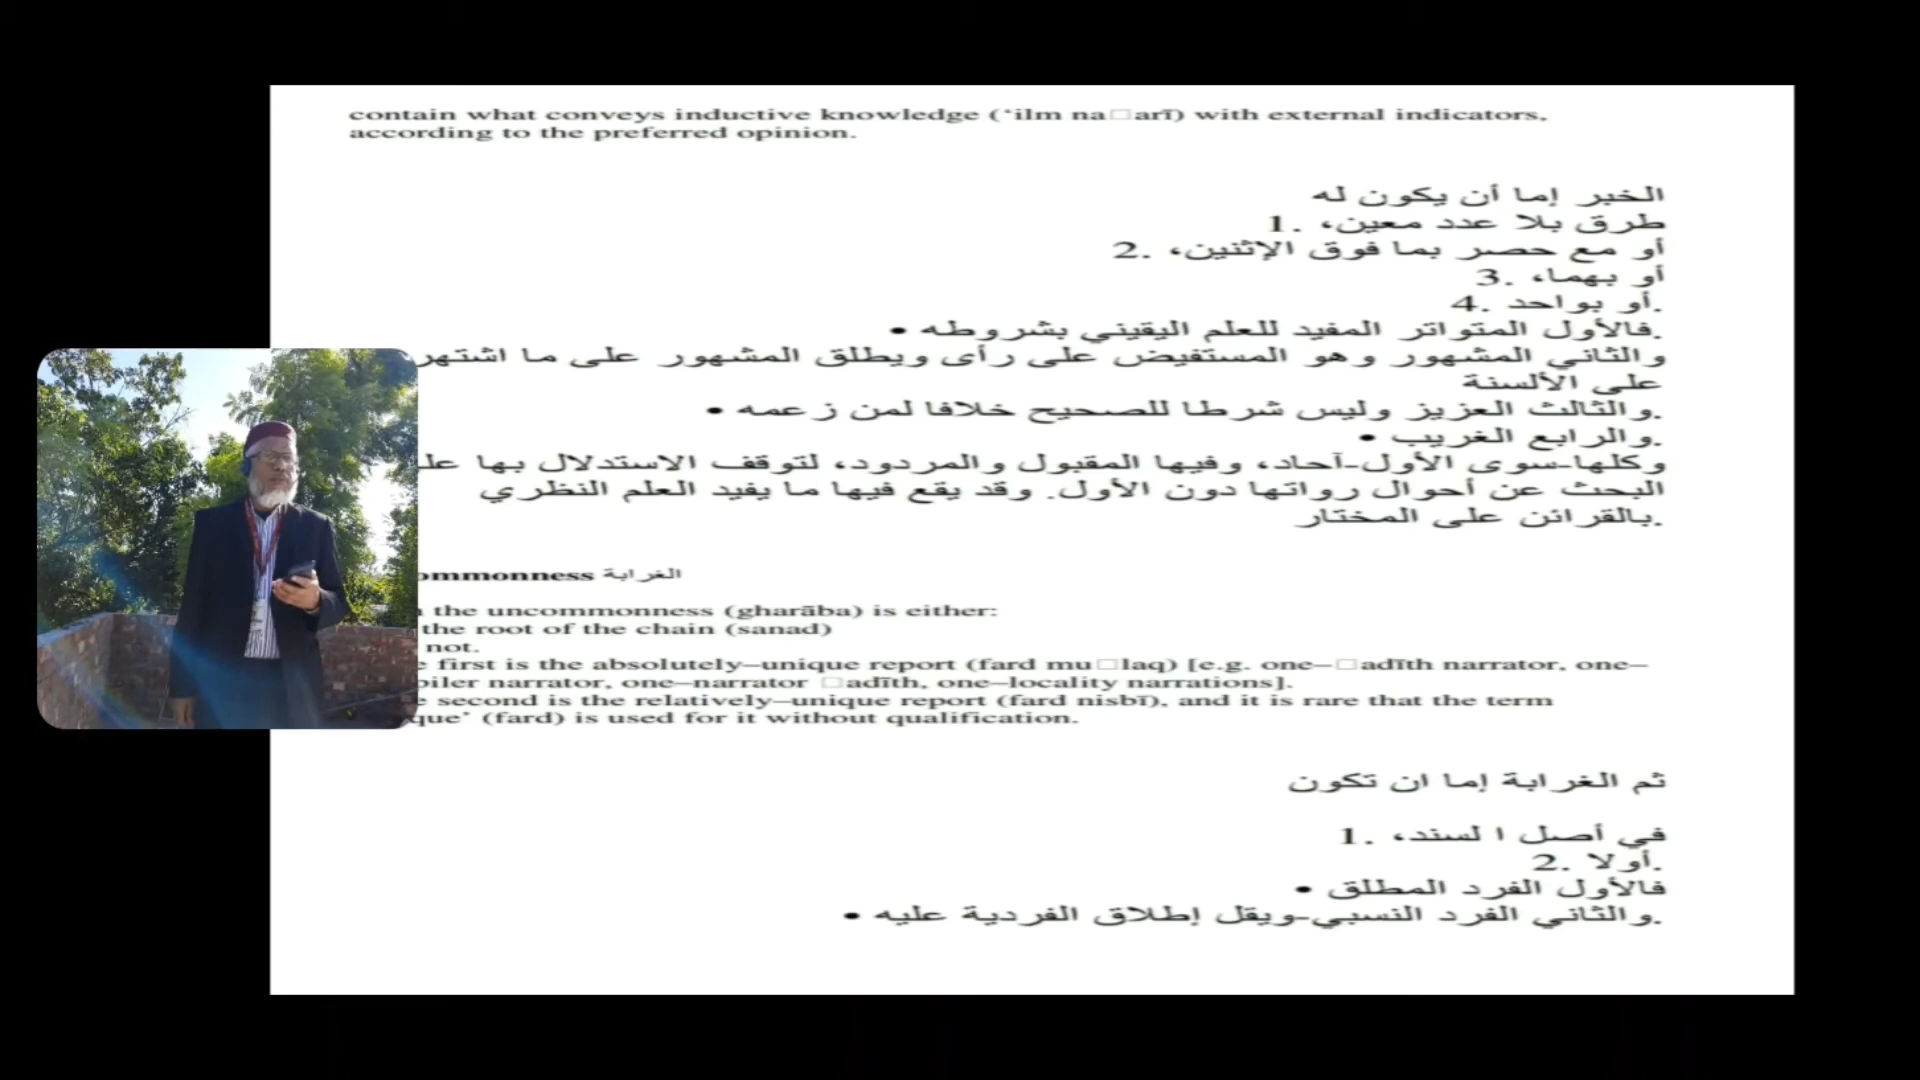 contain what conveys inductive knowledge (‘ilm na□arī) with external indicators,
according to the preferred opinion.
الخبر إما أن يكون له
طرق بلا عدد معين، .1
أو مع حصر بما فوق الإثنين، .2
أو بهما، .3
.أو بواحد .4
.فالأول المتواتر المفيد للعلم اليقيني بشروطه •
والثاني المشهور وهو المستفيض على رأى ويطلق المشهور على ما اشتهر
على الألسنة
.والثالث العزيز وليس شرطا للصحيح خلافا لمن زعمه •
.والرابع الغريب •
وكلها-سوى الأول-آحاد، وفيها المقبول والمردود، لتوقف الاستدلال بها
البحث عن أحوال رواتها دون الأول. وقد يقع فيها ما يفيد العلم النظري
.بالقرائن على المختار
ommonness الغرابة
the uncommonness (gharāba) is either:
the root of the chain (sanad)
not.
first is the absolutely–unique report (fard mu□laq) [e.g. one–□adīth narrator, one–
piler narrator, one–narrator □adīth, one–locality narrations].
second is the relatively–unique report (fard nisbī), and it is rare that the term
que’ (fard) is used for it without qualification.
ثم الغرابة إما ان تكون
في أصل ا لسند، .1
.أولا .2
فالأول الفرد المطلق •
.والثاني الفرد النسبي-ويقل إطلاق الفردية عليه •